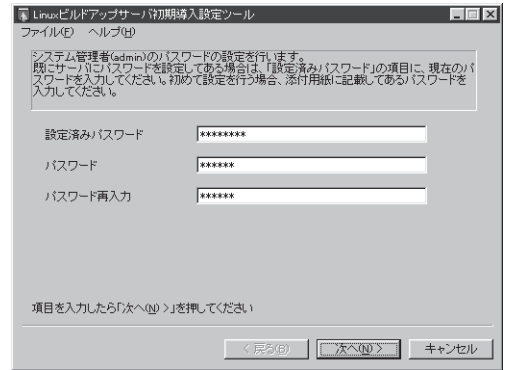 Linuxビルドアップサーバ初期導入設定ツール
ファイル(F) ヘルプ(H)
システム管理者(admin)のパスワードの設定を行います。
既にサーバにパスワードを設定してある場合は、「設定済みパスワード」の項目に、現在のパ
スワードを入力してください。初めて設定を行う場合、添付用紙に記載してあるパスワードを
入力してください。
設定済みパスワード ********
パスワード ******
パスワード再入力 ******
項目を入力したら「次へ(N) >」を押してください
< 戻る(B) 次へ(N) > キャンセル